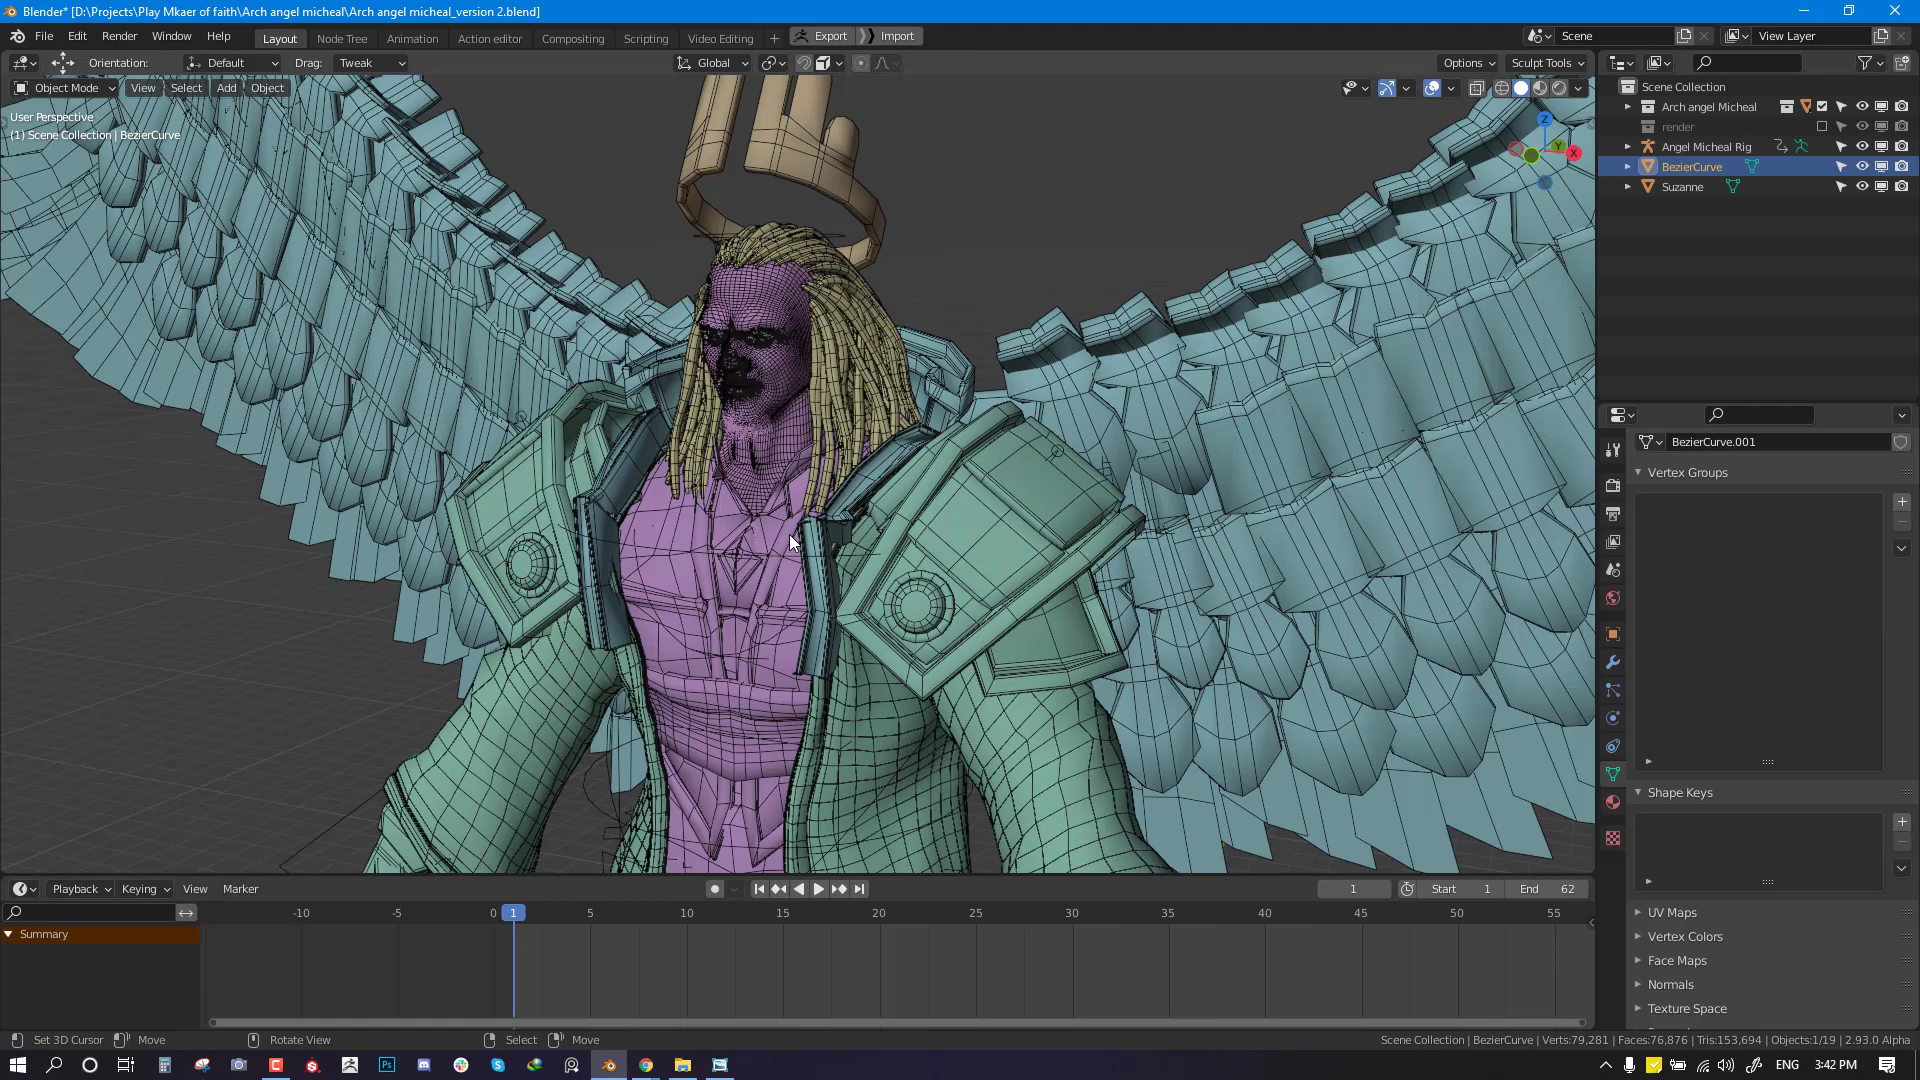 Blender* [D:\Projects\Play Mkaer of faith\Arch angel micheal\Arch angel micheal_version 2.blend]
File Edit Render Window Help
Layout Node Tree Animation Action editor Compositing Scripting Video Editing +
Export Import
Scene
View Layer
Orientation: Default Drag: Tweak
Global
Options Sculpt Tools
Object Mode View Select Add Object
User Perspective
(1) Scene Collection | BezierCurve
Z
Y
X
Scene Collection
Arch angel Micheal
render
Angel Micheal Rig
BezierCurve
Suzanne
BezierCurve.001
Vertex Groups
Shape Keys
UV Maps
Vertex Colors
Face Maps
Normals
Texture Space
Playback Keying View Marker
1 Start 1 End 62
-10 -5 0 1 5 10 15 20 25 30 35 40 45 50 55
Summary
Set 3D Cursor Move Rotate View Select Move
Scene Collection | BezierCurve | Verts:79,281 | Faces:76,876 | Tris:153,694 | Objects:1/19 | 2.93.0 Alpha
Ps
ENG 3:42 PM